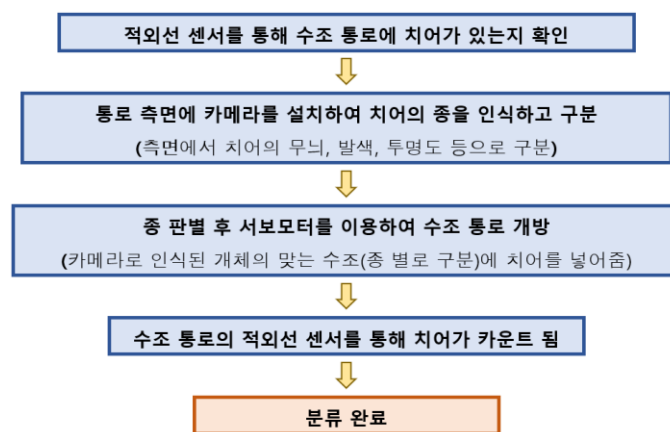 적외선 센서를 통해 수조 통로에 치어가 있는지 확인
통로 측면에 카메라를 설치하여 치어의 종을 인식하고 구분
(측면에서 치어의 무늬, 발색, 투명도 등으로 구분)
종 판별 후 서보모터를 이용하여 수조 통로 개방
(카메라로 인식된 개체의 맞는 수조(종 별로 구분)에 치어를 넣어줌)
수조 통로의 적외선 센서를 통해 치어가 카운트 됨
분류 완료